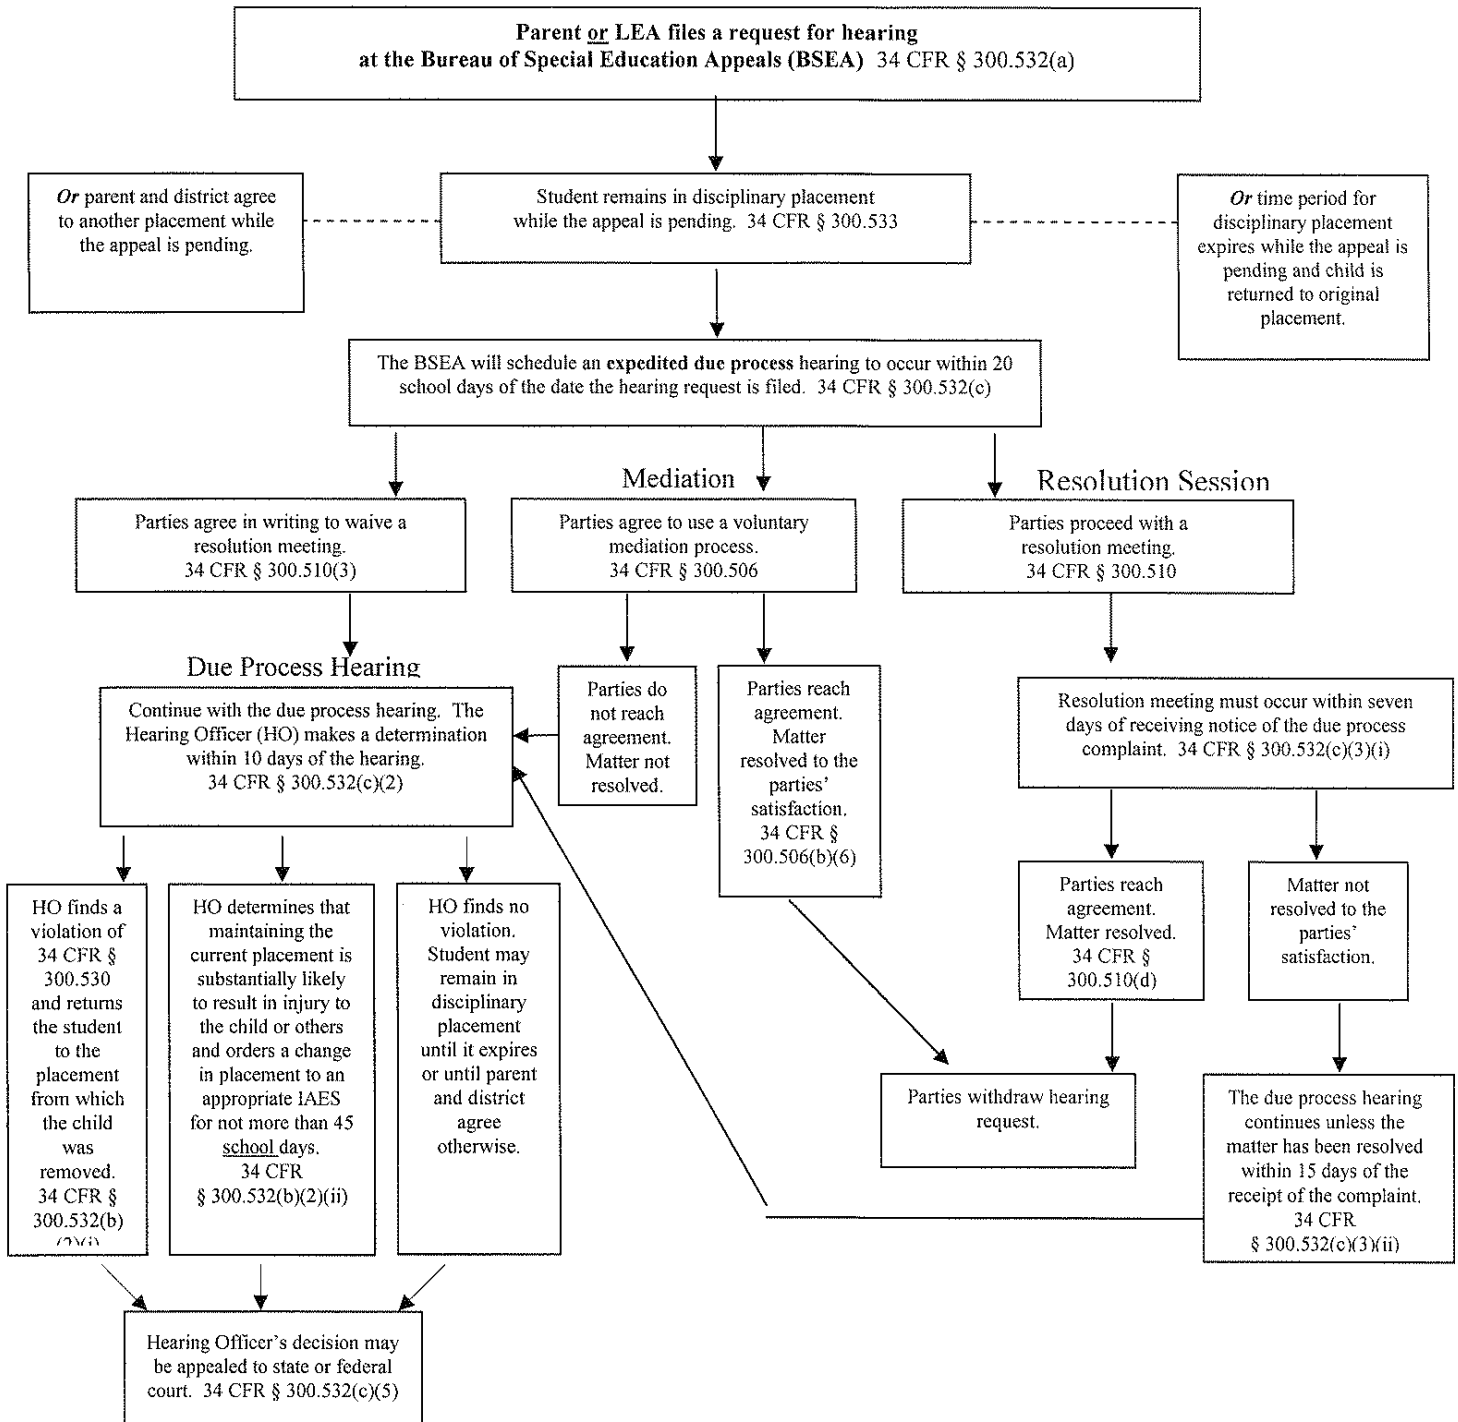 Parent or LEA files a request for hearing
at the Bureau of Special Education Appeals (BSEA) 34 CFR § 300.532(a)
Or parent and district agree
to another placement while
the appeal is pending.
Student remains in disciplinary placement
while the appeal is pending. 34 CFR § 300.533
Or time period for
disciplinary placement
expires while the appeal is
pending and child is
returned to original
placement.
The BSEA will schedule an expedited due process hearing to occur within 20
school days of the date the hearing request is filed. 34 CFR § 300.532(c)
Mediation
Resolution Session
Parties agree in writing to waive a
resolution meeting.
34 CFR § 300.510(3)
Parties agree to use a voluntary
mediation process.
34 CFR § 300.506
Parties proceed with a
resolution meeting.
34 CFR § 300.510
Due Process Hearing
Continue with the due process hearing. The
Hearing Officer (HO) makes a determination
within 10 days of the hearing.
34 CFR § 300.532(c)(2)
Parties do
not reach
agreement.
Matter not
resolved.
Parties reach
agreement.
Matter
resolved to the
parties'
satisfaction.
34 CFR §
300.506(b)(6)
Resolution meeting must occur within seven
days of receiving notice of the due process
complaint. 34 CFR § 300.532(c)(3)(i)
Parties reach
agreement.
Matter resolved.
34 CFR §
300.510(d)
Matter not
resolved to the
parties'
satisfaction.
HO finds a
violation of
34 CFR §
300.530
and returns
the student
to the
placement
from which
the child
was
removed.
34 CFR §
300.532(b)
(2)(i)
HO determines that
maintaining the
current placement is
substantially likely
to result in injury to
the child or others
and orders a change
in placement to an
appropriate IAES
for not more than 45
school days.
34 CFR
§ 300.532(b)(2)(ii)
HO finds no
violation.
Student may
remain in
disciplinary
placement
until it expires
or until parent
and district
agree
otherwise.
Parties withdraw hearing
request.
The due process hearing
continues unless the
matter has been resolved
within 15 days of the
receipt of the complaint.
34 CFR
§ 300.532(c)(3)(ii)
Hearing Officer's decision may
be appealed to state or federal
court. 34 CFR § 300.532(c)(5)